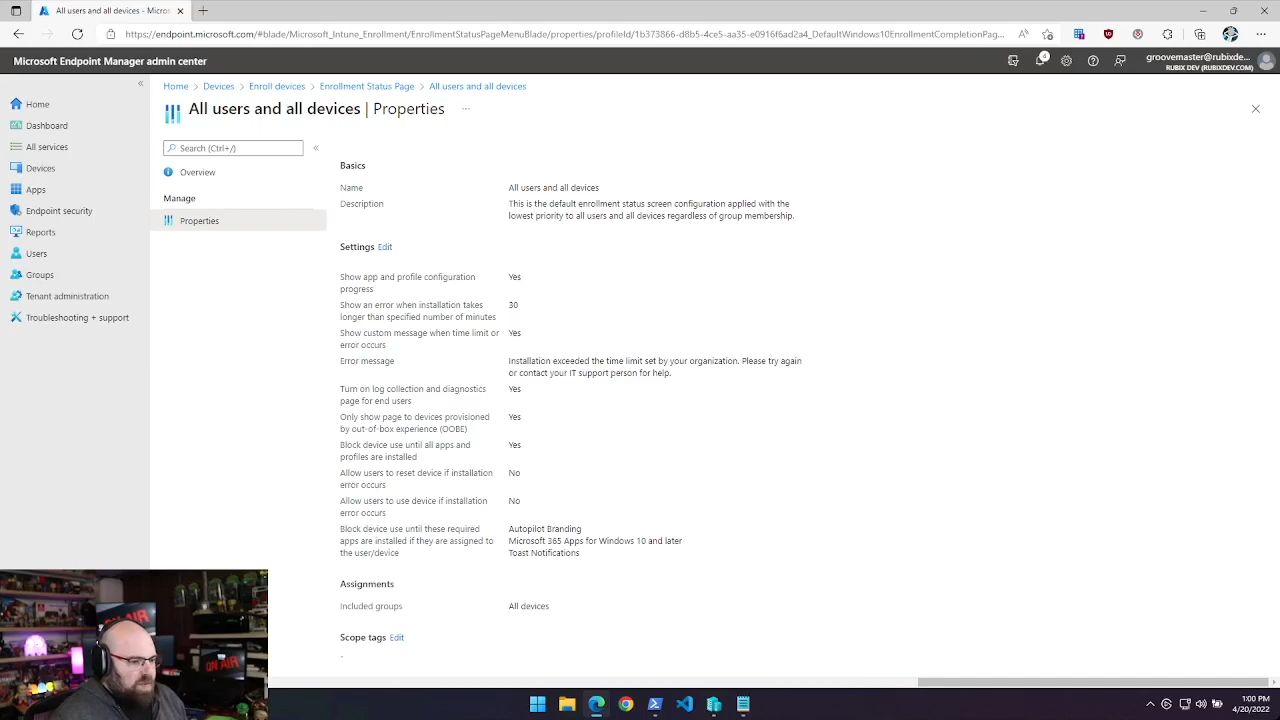 All users and all devices - Micros
https://endpoint.microsoft.com/#blade/Microsoft_Intune_Enrollment/EnrollmentStatusPageMenuBlade/properties/profileId/1b373866-d8b5-4ce5-aa35-e0916f6ad2a4_DefaultWindows10EnrollmentCompletionPag...
Microsoft Endpoint Manager admin center
4
groovemaster@rubixde...
RUBIX DEV (RUBIXDEV.COM)
Home > Devices > Enroll devices > Enrollment Status Page > All users and all devices
All users and all devices | Properties
Home
Dashboard
All services
Devices
Apps
Endpoint security
Reports
Users
Groups
Tenant administration
Troubleshooting + support
Search (Ctrl+/)
Overview
Manage
Properties
Basics
Name All users and all devices
Description This is the default enrollment status screen configuration applied with the
lowest priority to all users and all devices regardless of group membership.
Settings Edit
Show app and profile configuration Yes
progress
Show an error when installation takes 30
longer than specified number of minutes
Show custom message when time limit or Yes
error occurs
Error message Installation exceeded the time limit set by your organization. Please try again
or contact your IT support person for help.
Turn on log collection and diagnostics Yes
page for end users
Only show page to devices provisioned Yes
by out-of-box experience (OOBE)
Block device use until all apps and Yes
profiles are installed
Allow users to reset device if installation No
error occurs
Allow users to use device if installation No
error occurs
Block device use until these required Autopilot Branding
apps are installed if they are assigned to Microsoft 365 Apps for Windows 10 and later
the user/device Toast Notifications
Assignments
Included groups All devices
Scope tags Edit
-
ON AIR
ON AIR
1:00 PM
4/20/2022